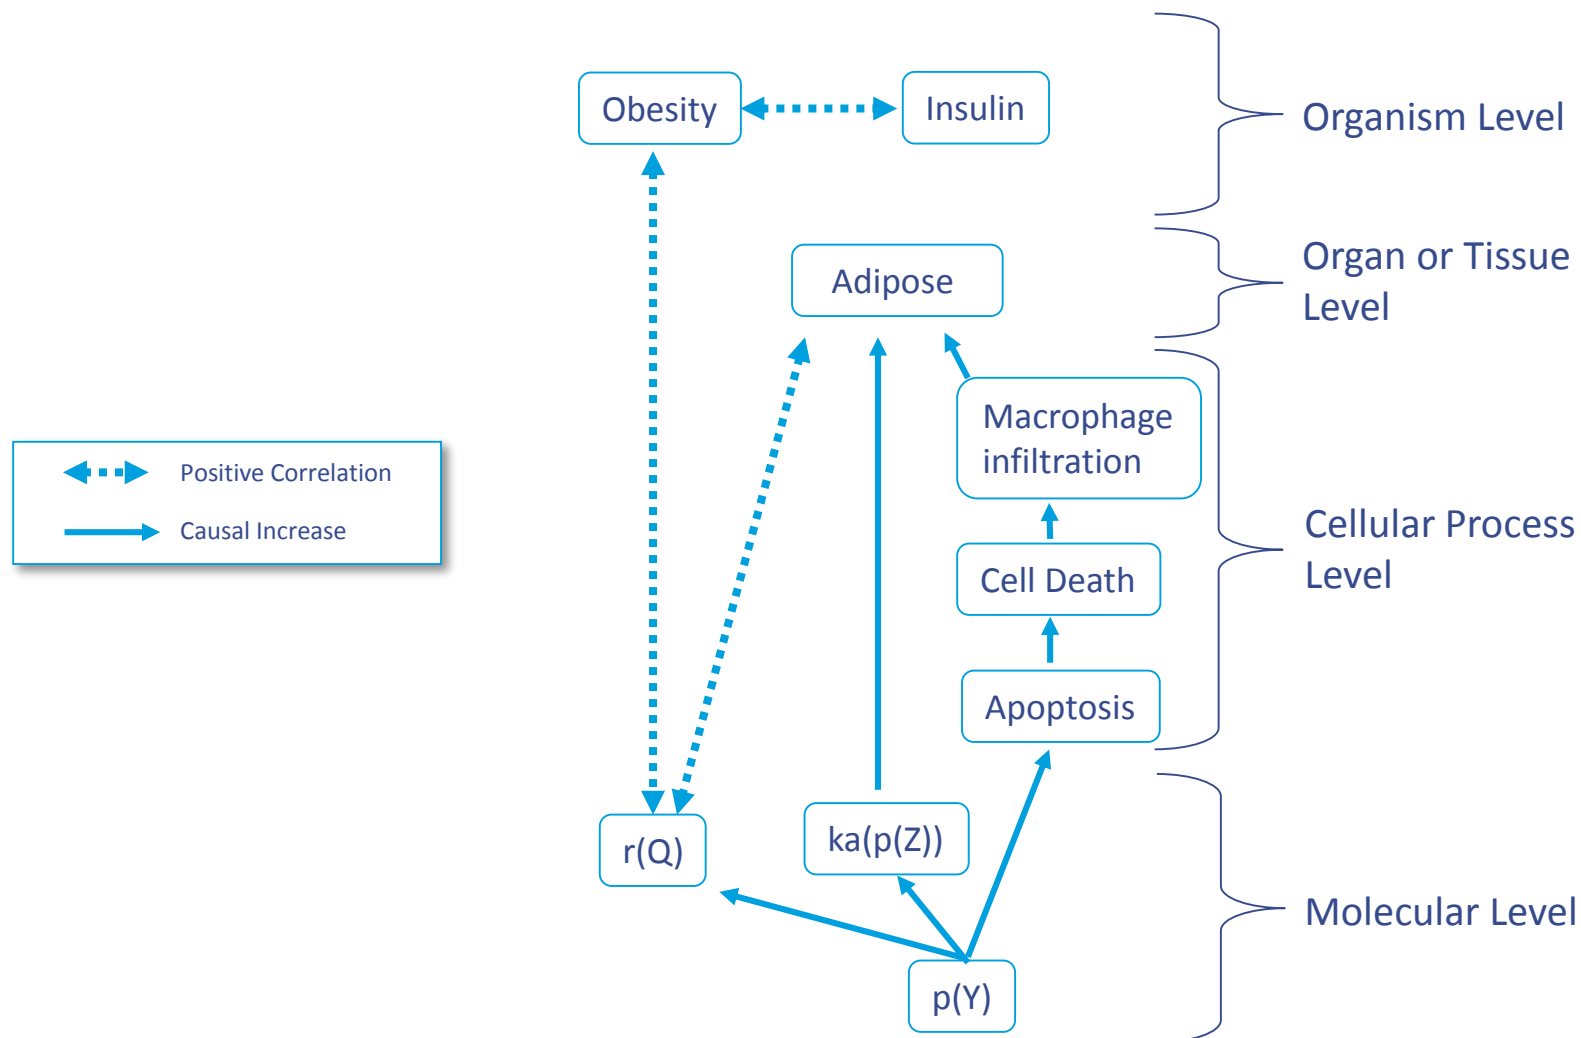 Obesity
Insulin
Organism Level
Adipose
Organ or Tissue
Level
Macrophage
infiltration
Positive Correlation
Causal Increase
Cellular Process
Level
Cell Death
Apoptosis
r(Q)
ka(p(Z))
Molecular Level
p(Y)